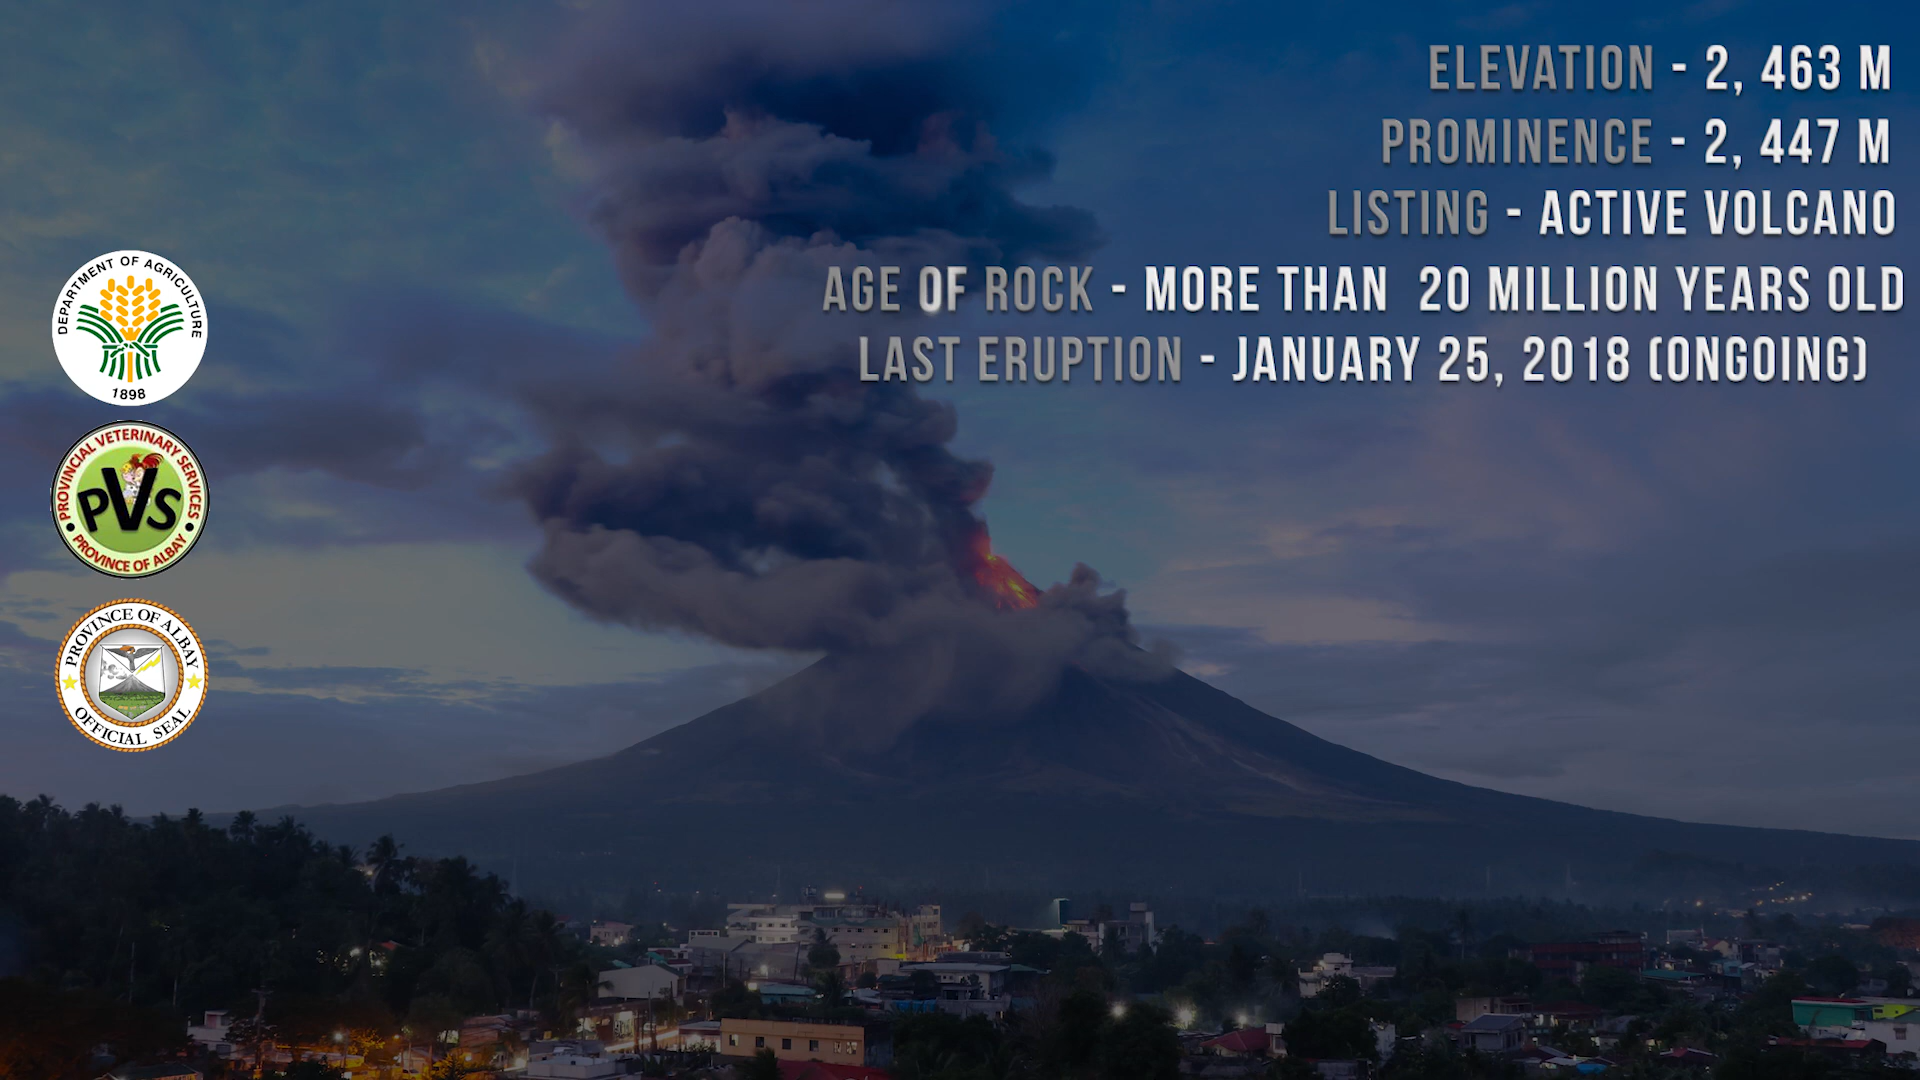 ELEVATION - 2, 463 M
PROMINENCE - 2, 447 M
LISTING - ACTIVE VOLCANO
AGE OF ROCK - MORE THAN 20 MILLION YEARS OLD
LAST ERUPTION - JANUARY 25, 2018 (ONGOING)
DEPARTMENT OF AGRICULTURE
1898
PROVINCIAL VETERINARY SERVICES
PVS
PROVINCE OF ALBAY
PROVINCE OF ALBAY
OFFICIAL SEAL